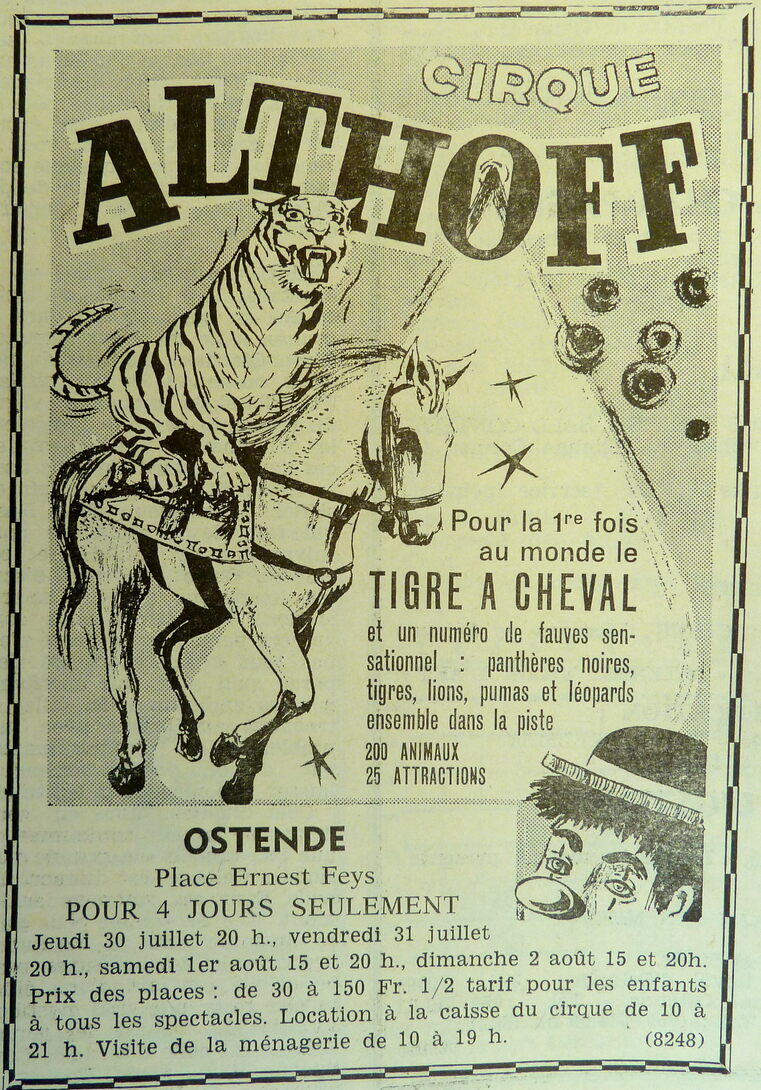 CIRQUE
ALTHOFF
Pour la 1re fois
au monde le
TIGRE A CHEVAL
et un numéro de fauves sen-
sationnel : panthères noires,
tigres, lions, pumas et léopards
ensemble dans la piste
200 ANIMAUX
25 ATTRACTIONS
OSTENDE
Place Ernest Feys
POUR 4 JOURS SEULEMENT
Jeudi 30 juillet 20 h., vendredi 31 juillet
20 h., samedi 1er août 15 et 20 h., dimanche 2 août 15 et 20h.
Prix des places : de 30 à 150 Fr. 1/2 tarif pour les enfants
à tous les spectacles. Location à la caisse du cirque de 10 à
21 h. Visite de la ménagerie de 10 à 19 h. (8248)